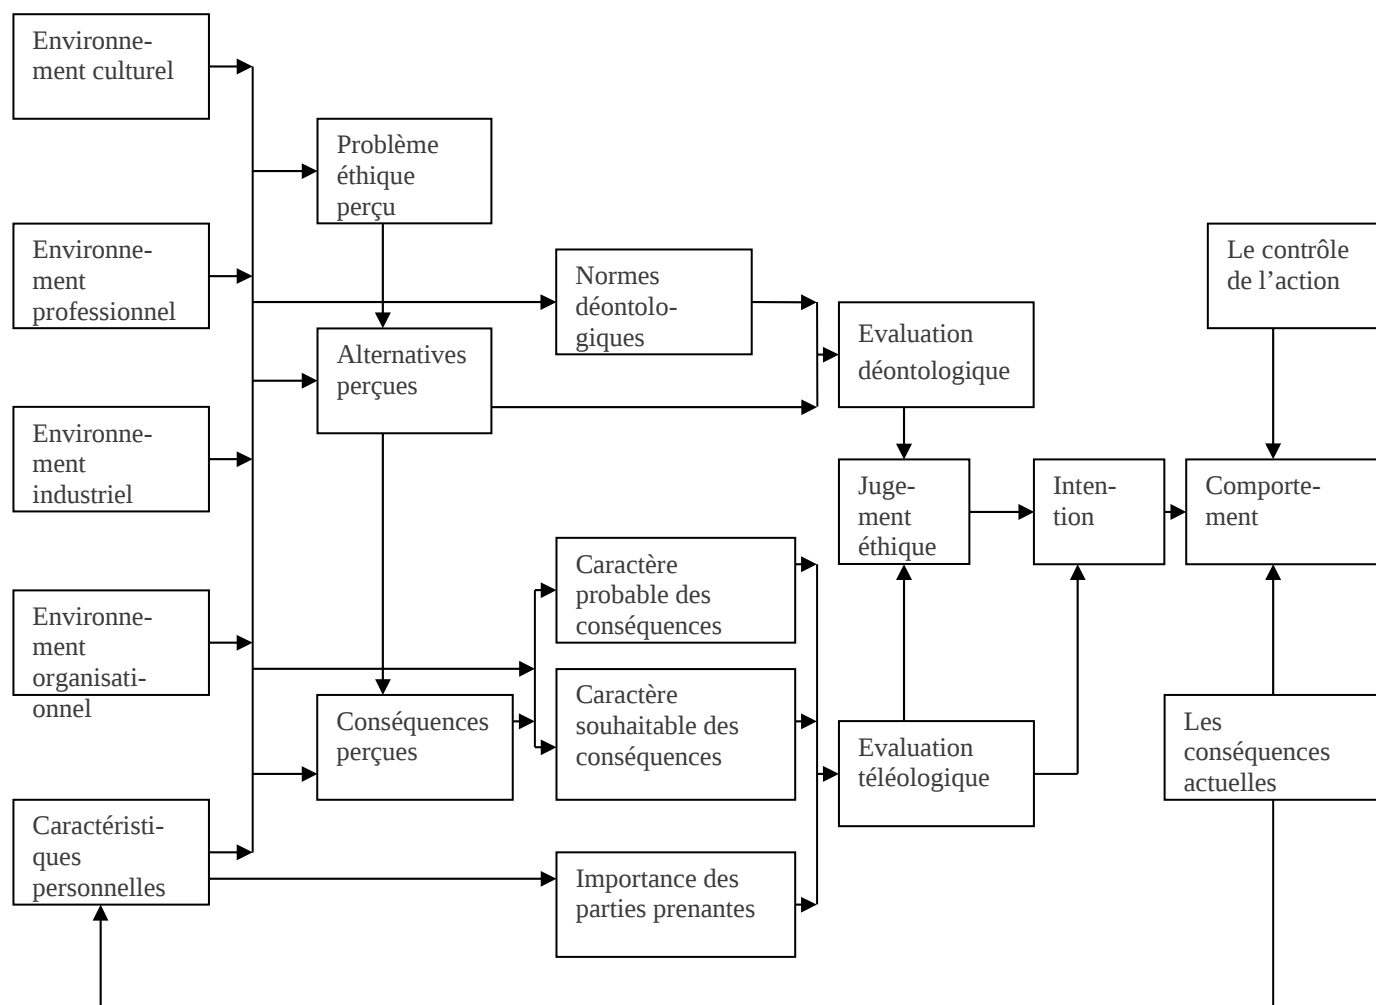 Environne-
ment culturel
Problème
éthique
perçu
Environne-
ment
professionnel
Normes
déontolo-
giques
Le contrôle
de l’action
Alternatives
perçues
Evaluation
déontologique
Environne-
ment
industriel
Juge-
ment
éthique
Inten-
tion
Comporte-
ment
Caractère
probable des
conséquences
Environne-
ment
organisati-
onnel
Caractère
souhaitable des
conséquences
Conséquences
perçues
Evaluation
téléologique
Les
conséquences
actuelles
Caractéristi-
ques
personnelles
Importance des
parties prenantes